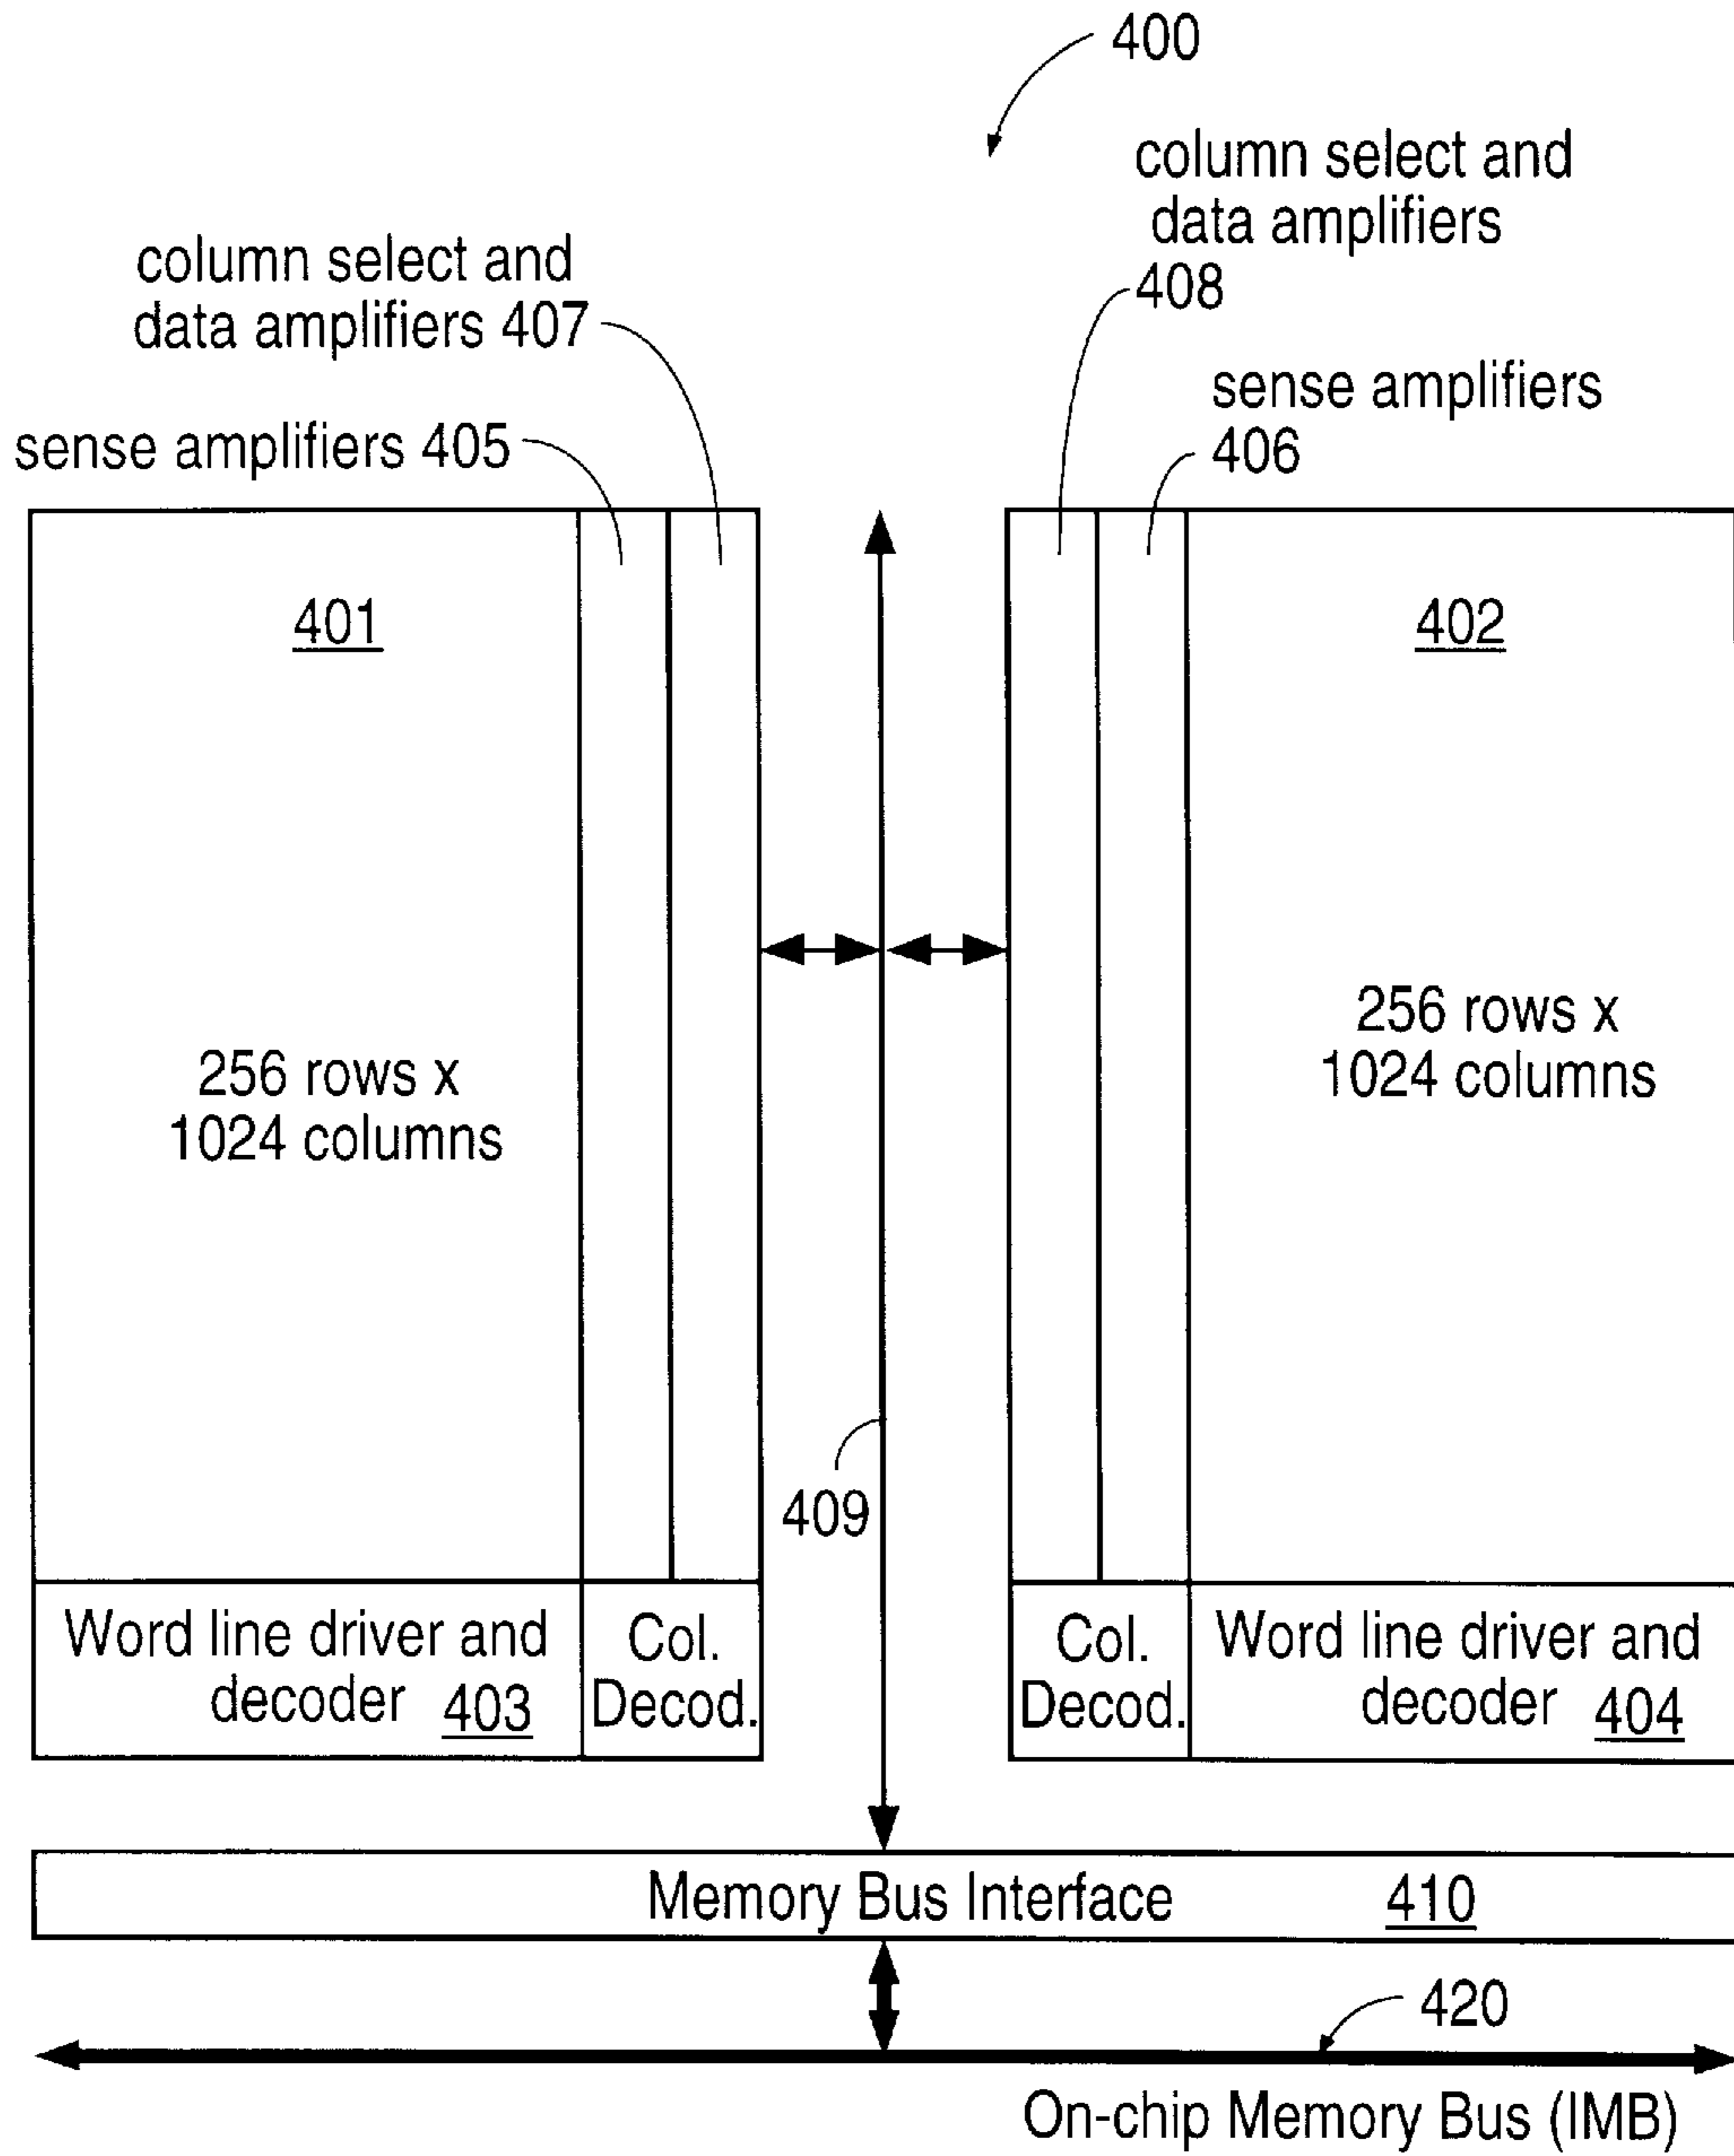 400
column select and
data amplifiers
408
column select and
data amplifiers 407
sense amplifiers
406
sense amplifiers 405
401
402
256 rows x
1024 columns
256 rows x
1024 columns
409
Word line driver and
decoder 403
Col.
Decod.
Col.
Decod.
Word line driver and
decoder 404
Memory Bus Interface 410
420
On-chip Memory Bus (IMB)